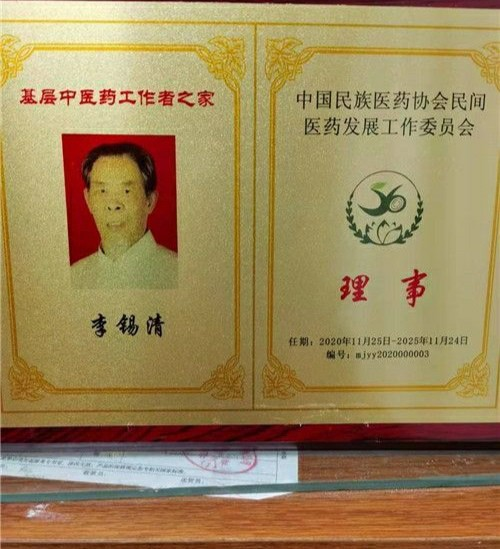 基层中医药工作者之家
李锡清
中国民族医药协会民间
医药发展工作委员会
理事
任期：2020年11月25日-2025年11月24日
编号：mjyy2020000003